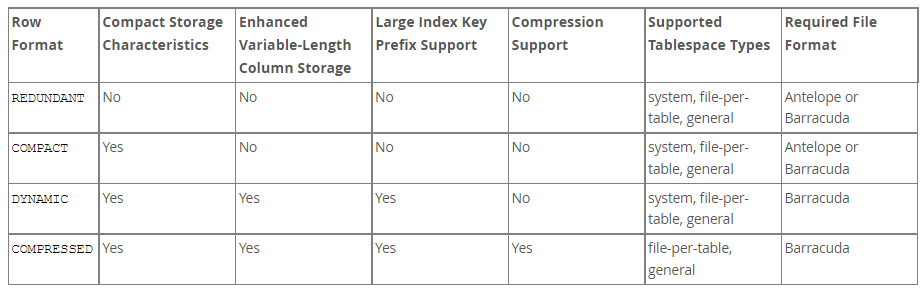 Row Format | Compact Storage Characteristics | Enhanced Variable-Length Column Storage | Large Index Key Prefix Support | Compression Support | Supported Tablespace Types | Required File Format
REDUNDANT | No | No | No | No | system, file-per-table, general | Antelope or Barracuda
COMPACT | Yes | No | No | No | system, file-per-table, general | Antelope or Barracuda
DYNAMIC | Yes | Yes | Yes | No | system, file-per-table, general | Barracuda
COMPRESSED | Yes | Yes | Yes | Yes | file-per-table, general | Barracuda